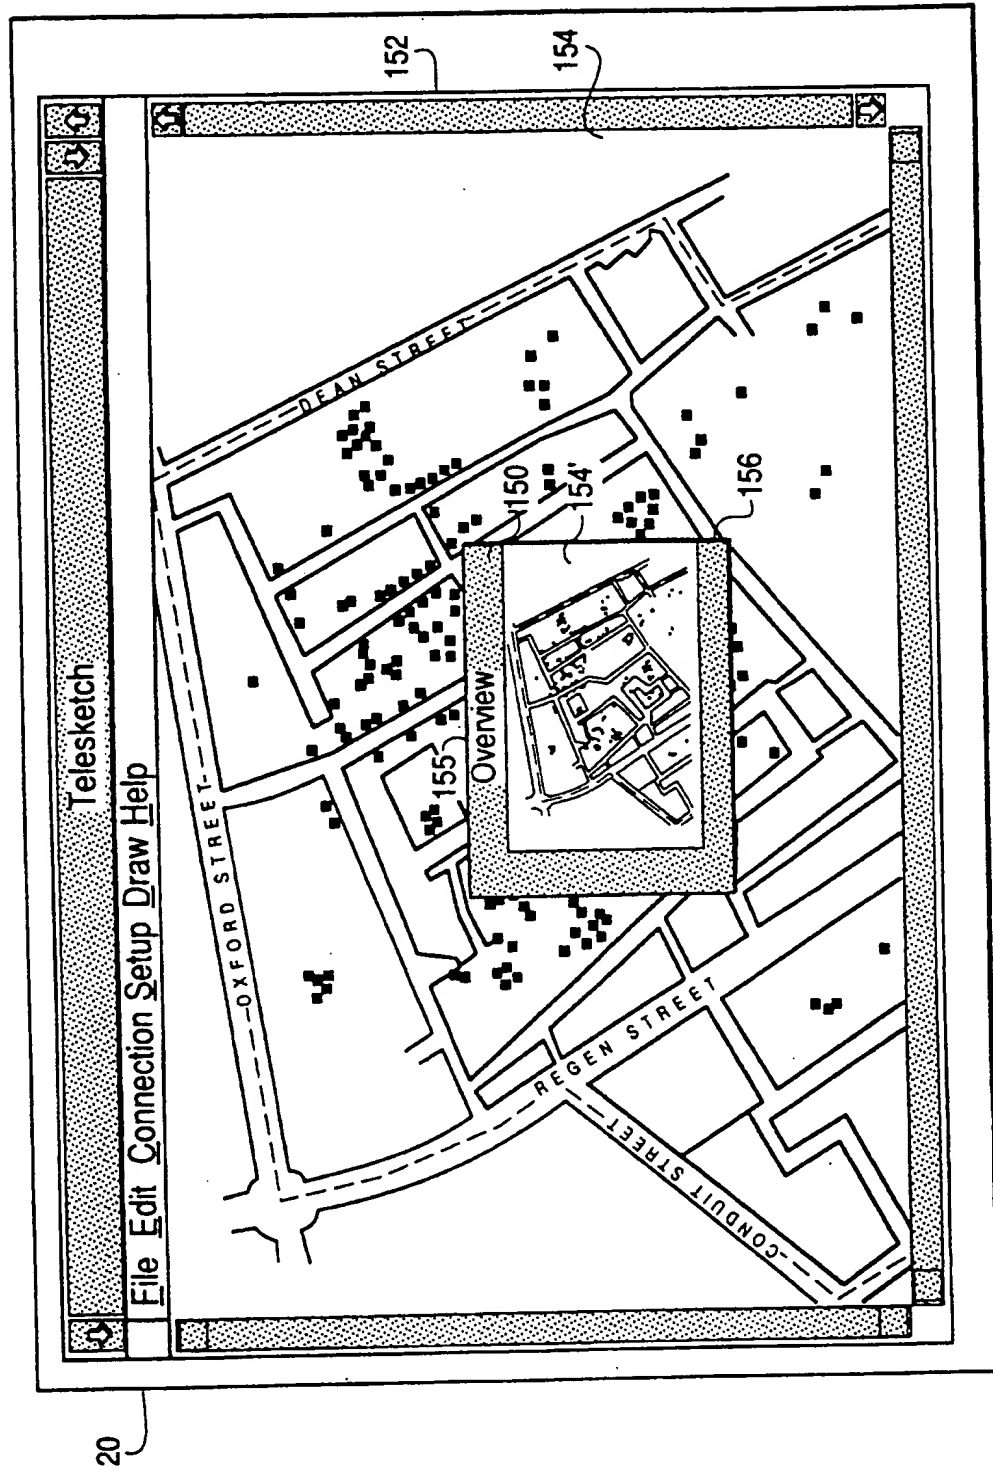 20
152
154
Telesketch
File Edit Connection Setup Draw Help
OXFORD STREET
DEAN STREET
155
150
Overview
154'
156
REGEN STREET
CONDUIT STREET